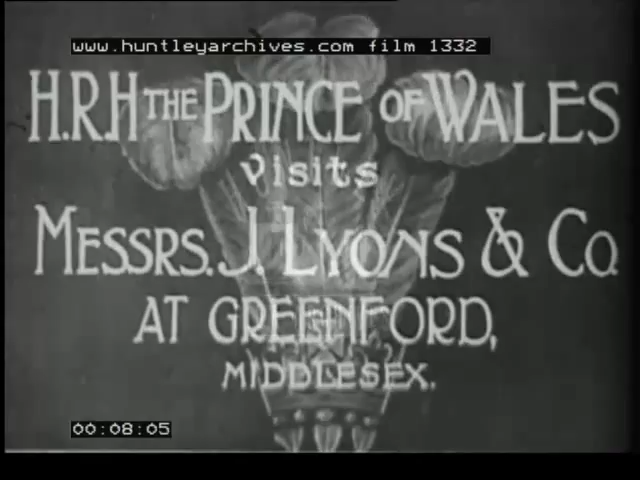 www.huntleyarchives.com film 1332
H.R.H THE PRINCE OF WALES
Visits
MESSRS. J. LYONS & CO.
AT GREENFORD,
MIDDLESEX.
00:08:05